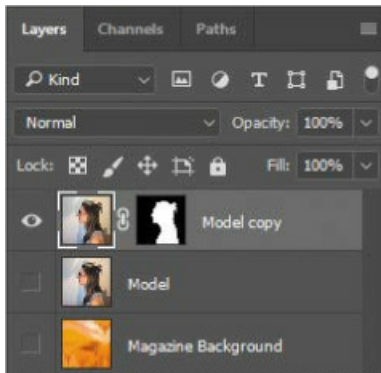 Layers Channels Paths
Kind T
Normal Opacity: 100%
Lock: Fill: 100%
Model copy
Model
Magazine Background